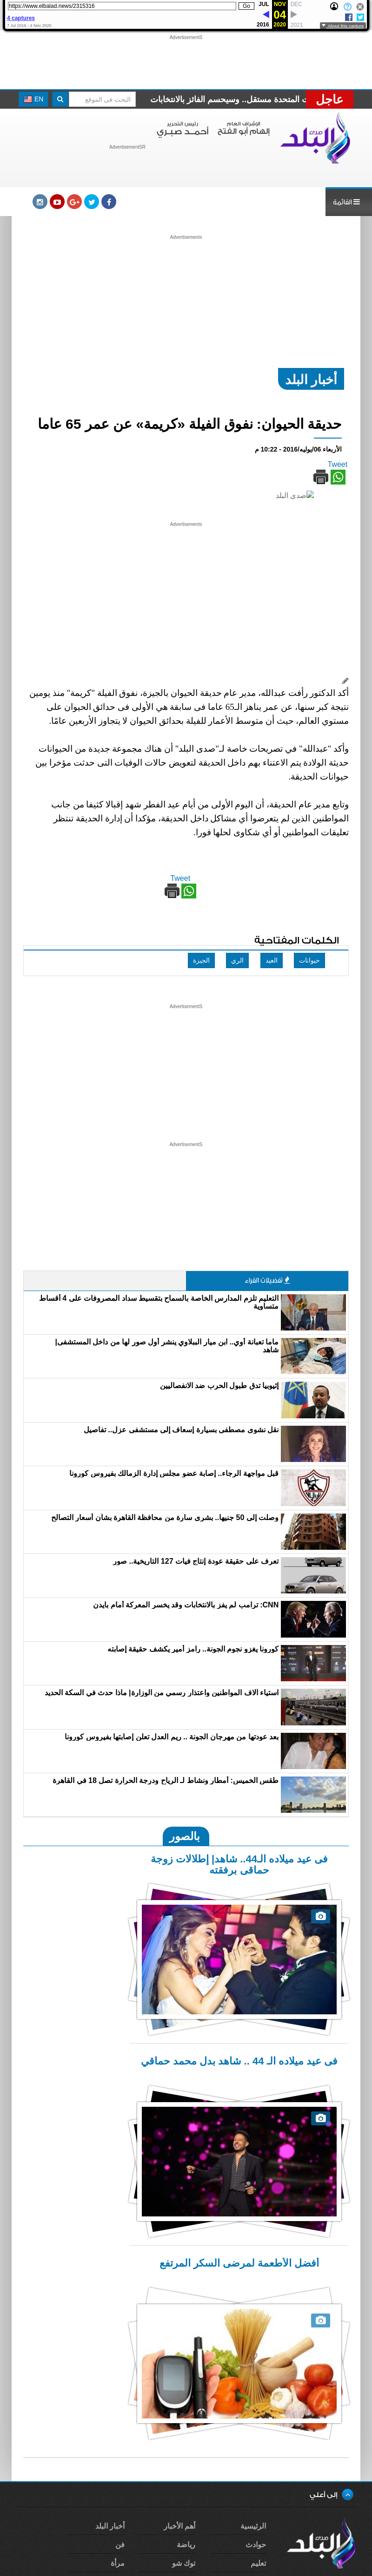 https://www.elbalad.news/2315316
Go
JUL
NOV
DEC
04
2016
2020
2021
4 captures
7 Jul 2016 - 4 Nov 2020
About this capture
AdvertisementS
عاجل
ت المتحدة مستقل.. وسيحسم الفائز بالانتخابات
البحث فى الموقع
EN
صدى البلد
الإشراف العام
إلهام أبو الفتح
رئيس التحرير
أحمـد صبـري
AdvertisementSR
القائمة
Advertisements
أخبار البلد
حديقة الحيوان: نفوق الفيلة «كريمة» عن عمر 65 عاما
الأربعاء 06/يوليه/2016 - 10:22 م
Tweet
صدى البلد
Advertisements
أكد الدكتور رأفت عبدالله، مدير عام حديقة الحيوان بالجيزة، نفوق الفيلة "كريمة" منذ يومين
نتيجة كبر سنها، عن عمر يناهز الـ65 عاما فى سابقة هي الأولى فى حدائق الحيوان على
مستوي العالم، حيث أن متوسط الأعمار للفيلة بحدائق الحيوان لا يتجاوز الأربعين عامًا.
وأكد "عبدالله" في تصريحات خاصة لـ"صدى البلد" أن هناك مجموعة جديدة من الحيوانات
حديثة الولادة يتم الاعتناء بهم داخل الحديقة لتعويض حالات الوفيات التى حدثت مؤخرا بين
حيوانات الحديقة.
وتابع مدير عام الحديقة، أن اليوم الأولى من أيام عيد الفطر شهد إقبالا كثيفا من جانب
المواطنين الذين لم يتعرضوا أي مشاكل داخل الحديقة، مؤكدا أن إدارة الحديقة تنتظر
تعليقات المواطنين أو أي شكاوى لحلها فورا.
Tweet
الكلمات المفتاحية
حيوانات
العيد
الري
الجيزة
AdvertisementS
AdvertisementS
تفضيلات القراء
التعليم تلزم المدارس الخاصة بالسماح بتقسيط سداد المصروفات على 4 أقساط
متساوية
ماما تعبانة أوي.. ابن ميار الببلاوي ينشر أول صور لها من داخل المستشفى|
شاهد
إثيوبيا تدق طبول الحرب ضد الانفصاليين
نقل نشوى مصطفى بسيارة إسعاف إلى مستشفى عزل.. تفاصيل
قبل مواجهة الرجاء.. إصابة عضو مجلس إدارة الزمالك بفيروس كورونا
وصلت إلى 50 جنيها.. بشرى سارة من محافظة القاهرة بشان أسعار التصالح
تعرف على حقيقة عودة إنتاج فيات 127 التاريخية.. صور
CNN: ترامب لم يفز بالانتخابات وقد يخسر المعركة أمام بايدن
كورونا يغزو نجوم الجونة.. رامز أمير يكشف حقيقة إصابته
استياء الاف المواطنين واعتذار رسمي من الوزارة| ماذا حدث في السكة الحديد
بعد عودتها من مهرجان الجونة .. ريم العدل تعلن إصابتها بفيروس كورونا
طقس الخميس: أمطار ونشاط لـ الرياح ودرجة الحرارة تصل 18 في القاهرة
بالصور
فى عيد ميلاده الـ44.. شاهد| إطلالات زوجة
حماقى برفقته
فى عيد ميلاده الـ 44 .. شاهد بدل محمد حماقي
أفضل الأطعمة لمرضى السكر المرتفع
إلى أعلي
صدى البلد
الرئيسية
أهم الأخبار
أخبار البلد
حوادث
رياضة
فن
تعليم
توك شو
مرأة